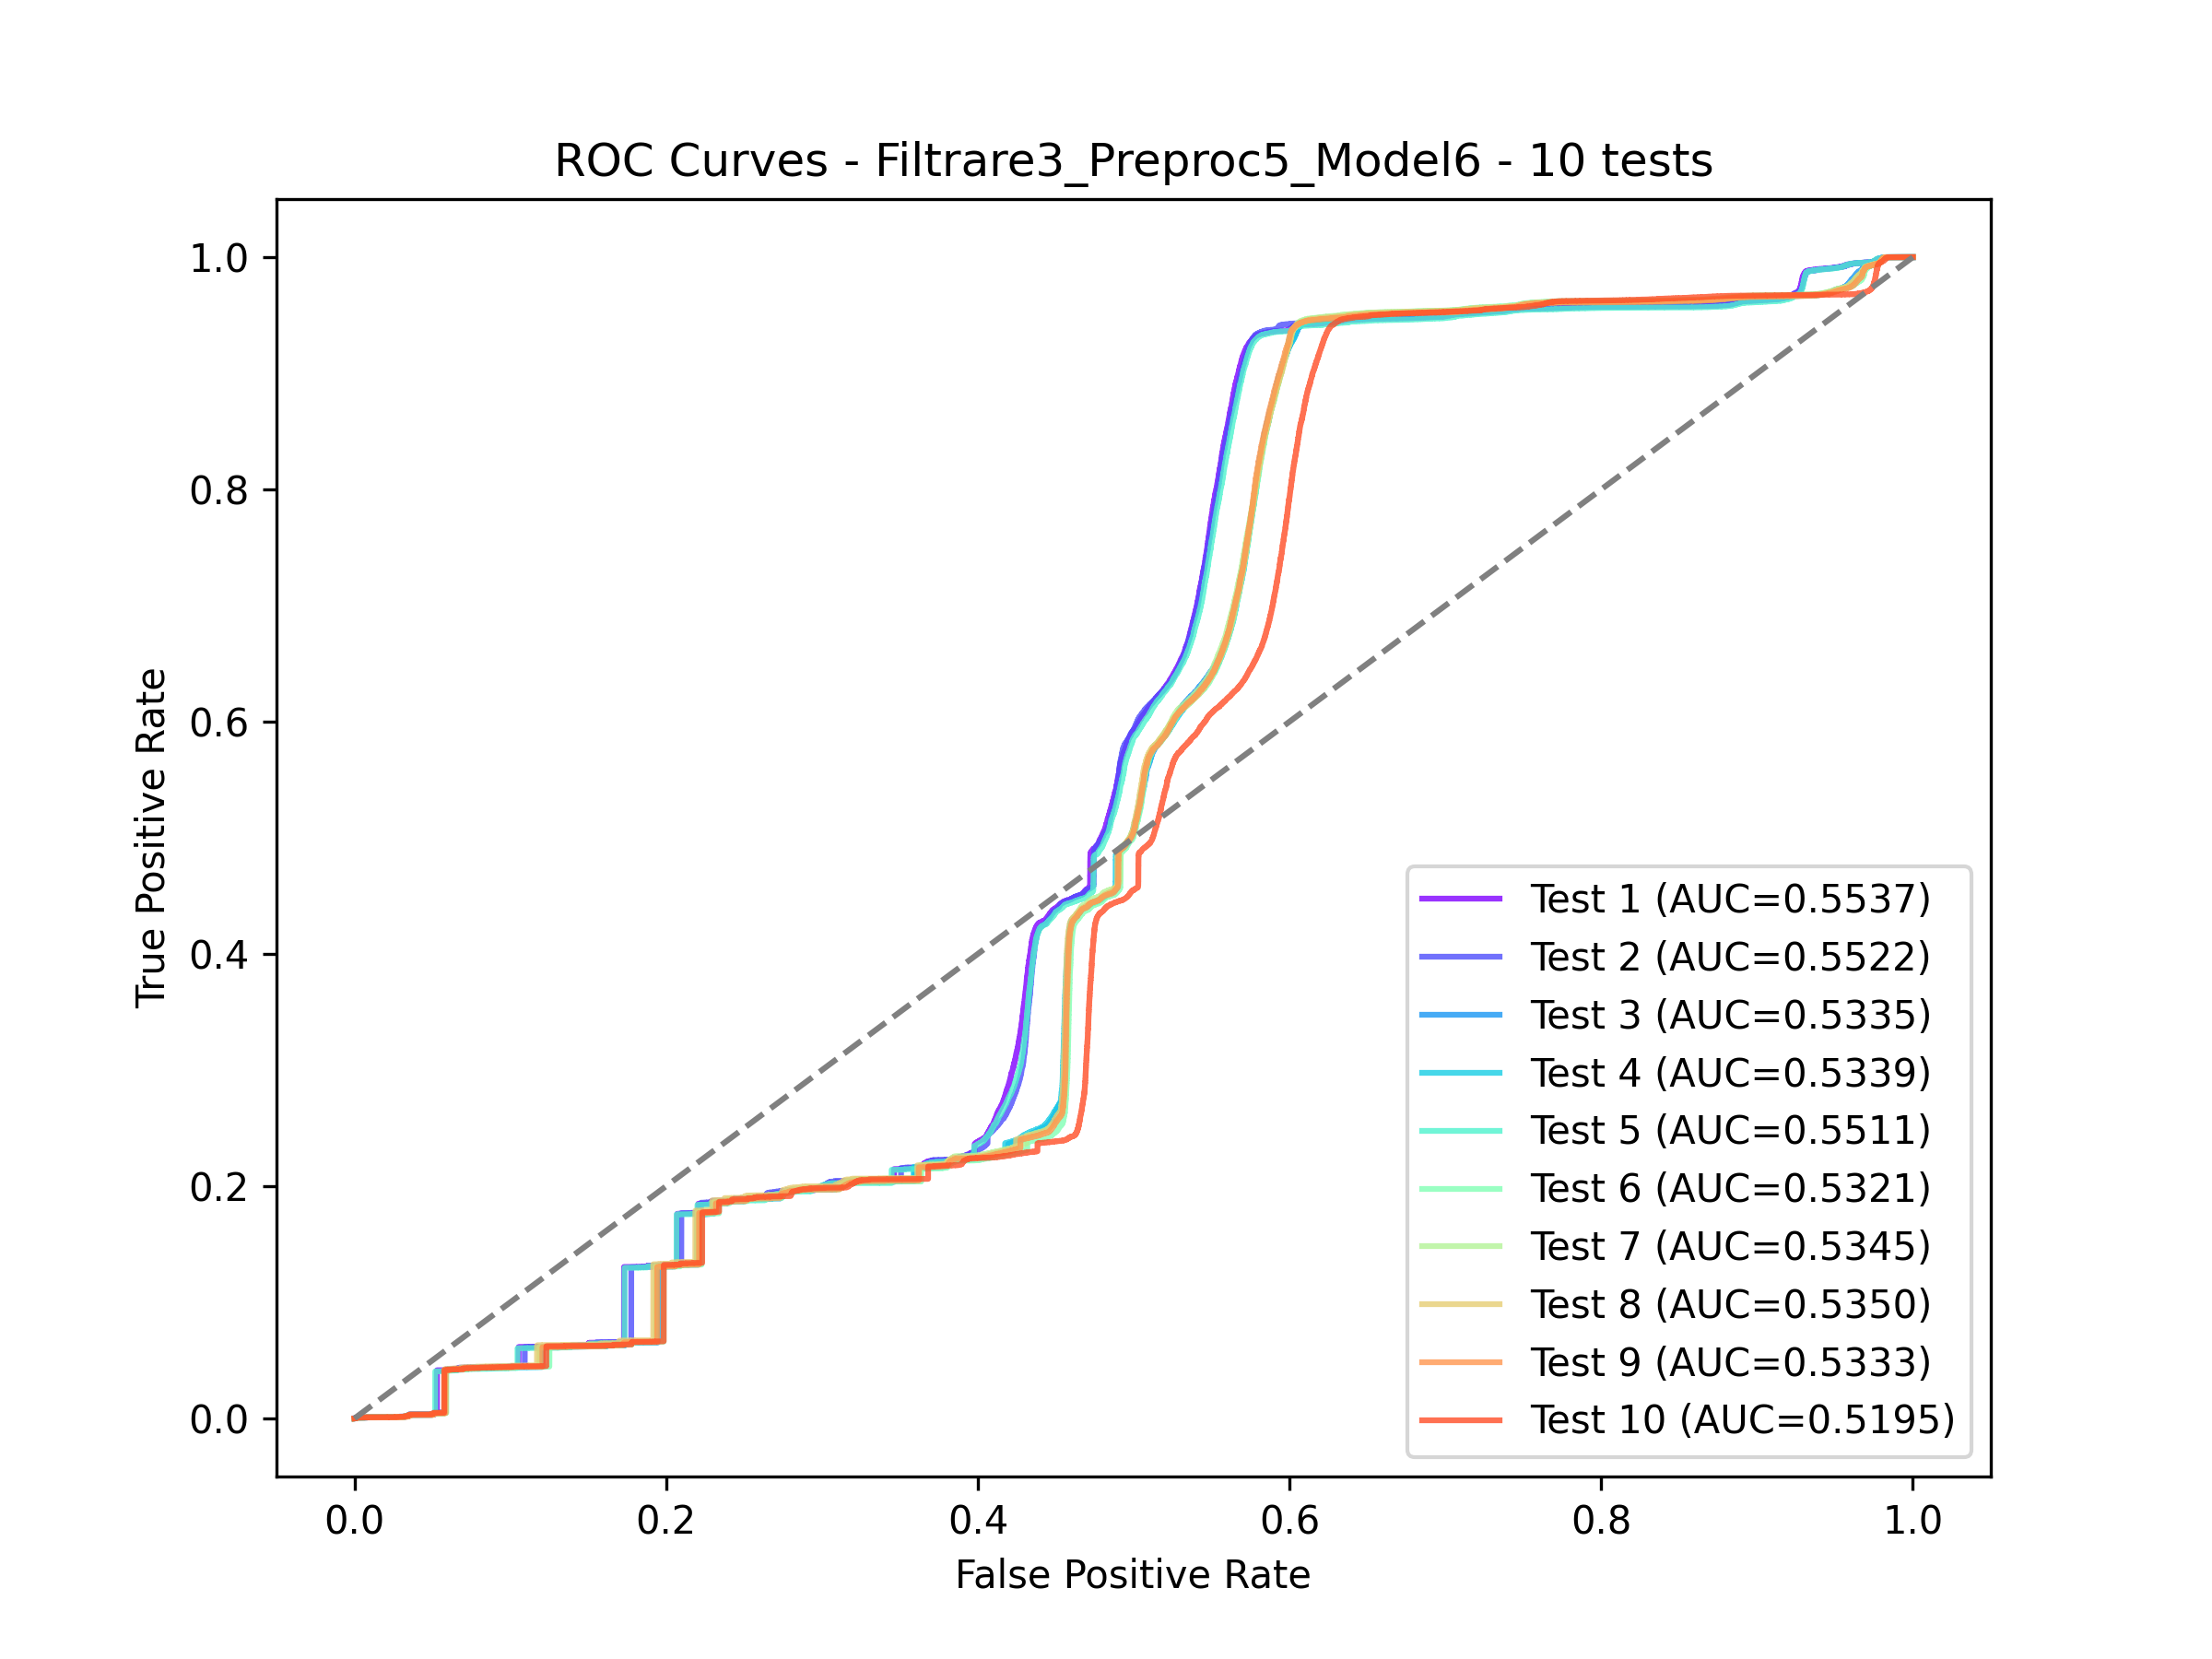 ROC Curves - Filtrare3_Preproc5_Model6 - 10 tests
1.0
0.8
0.6
0.4
0.2
0.0
True Positive Rate
0.0 0.2 0.4 0.6 0.8 1.0
False Positive Rate
Test 1 (AUC=0.5537)
Test 2 (AUC=0.5522)
Test 3 (AUC=0.5335)
Test 4 (AUC=0.5339)
Test 5 (AUC=0.5511)
Test 6 (AUC=0.5321)
Test 7 (AUC=0.5345)
Test 8 (AUC=0.5350)
Test 9 (AUC=0.5333)
Test 10 (AUC=0.5195)